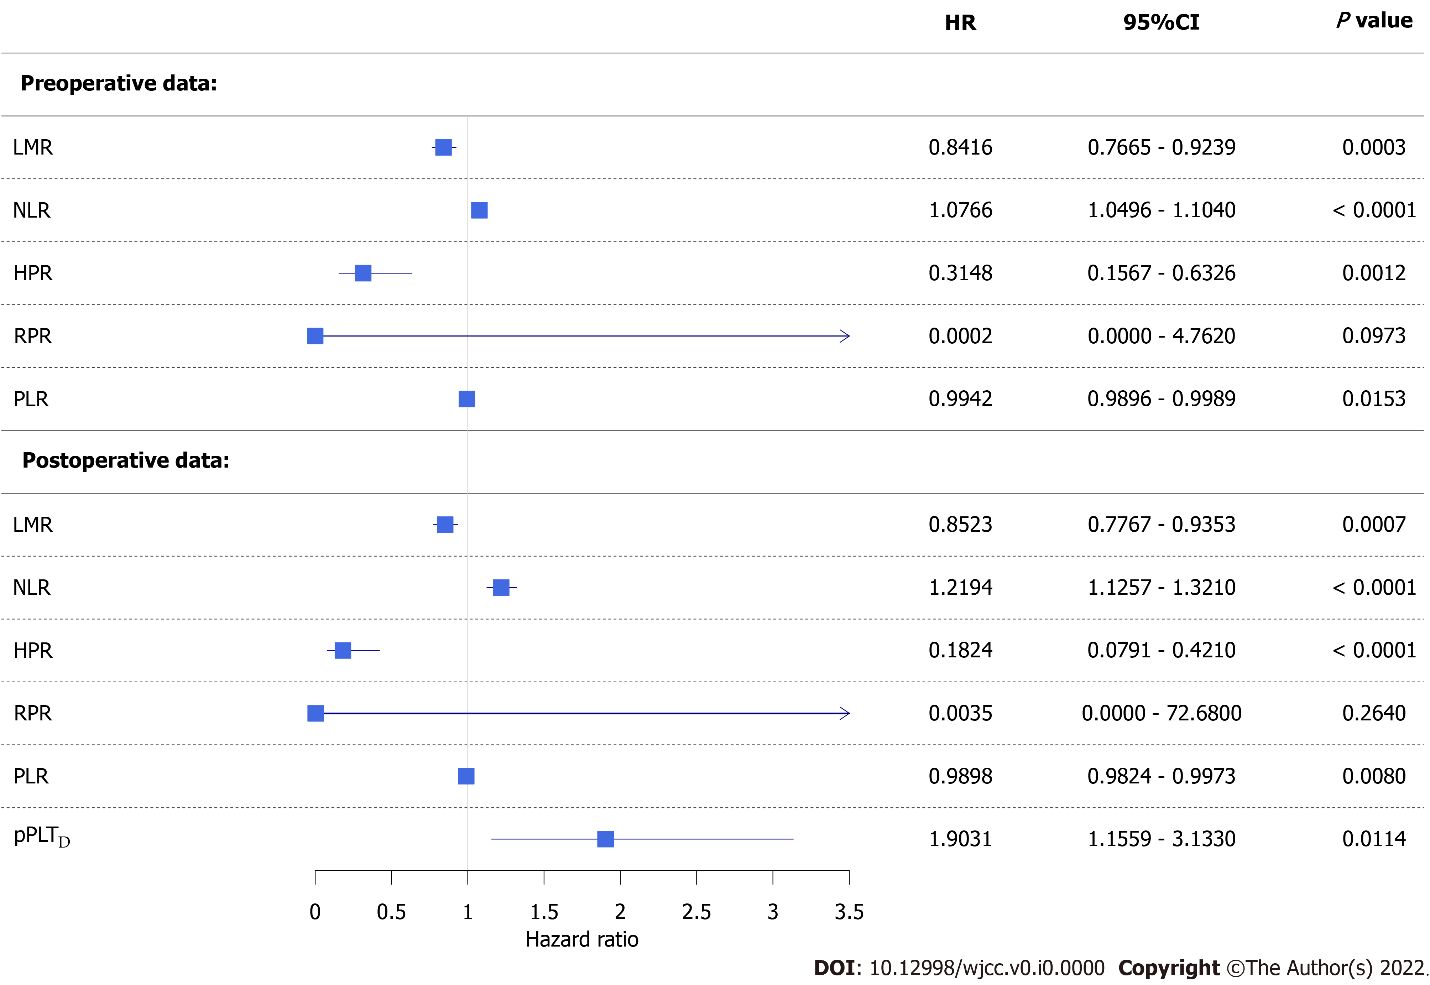 HR 95%CI P value
Preoperative data:
LMR 0.8416 0.7665 - 0.9239 0.0003
NLR 1.0766 1.0496 - 1.1040 < 0.0001
HPR 0.3148 0.1567 - 0.6326 0.0012
RPR 0.0002 0.0000 - 4.7620 0.0973
PLR 0.9942 0.9896 - 0.9989 0.0153
Postoperative data:
LMR 0.8523 0.7767 - 0.9353 0.0007
NLR 1.2194 1.1257 - 1.3210 < 0.0001
HPR 0.1824 0.0791 - 0.4210 < 0.0001
RPR 0.0035 0.0000 - 72.6800 0.2640
PLR 0.9898 0.9824 - 0.9973 0.0080
pPLTD 1.9031 1.1559 - 3.1330 0.0114
0 0.5 1 1.5 2 2.5 3 3.5
Hazard ratio
DOI: 10.12998/wjcc.v0.i0.0000 Copyright ©The Author(s) 2022.